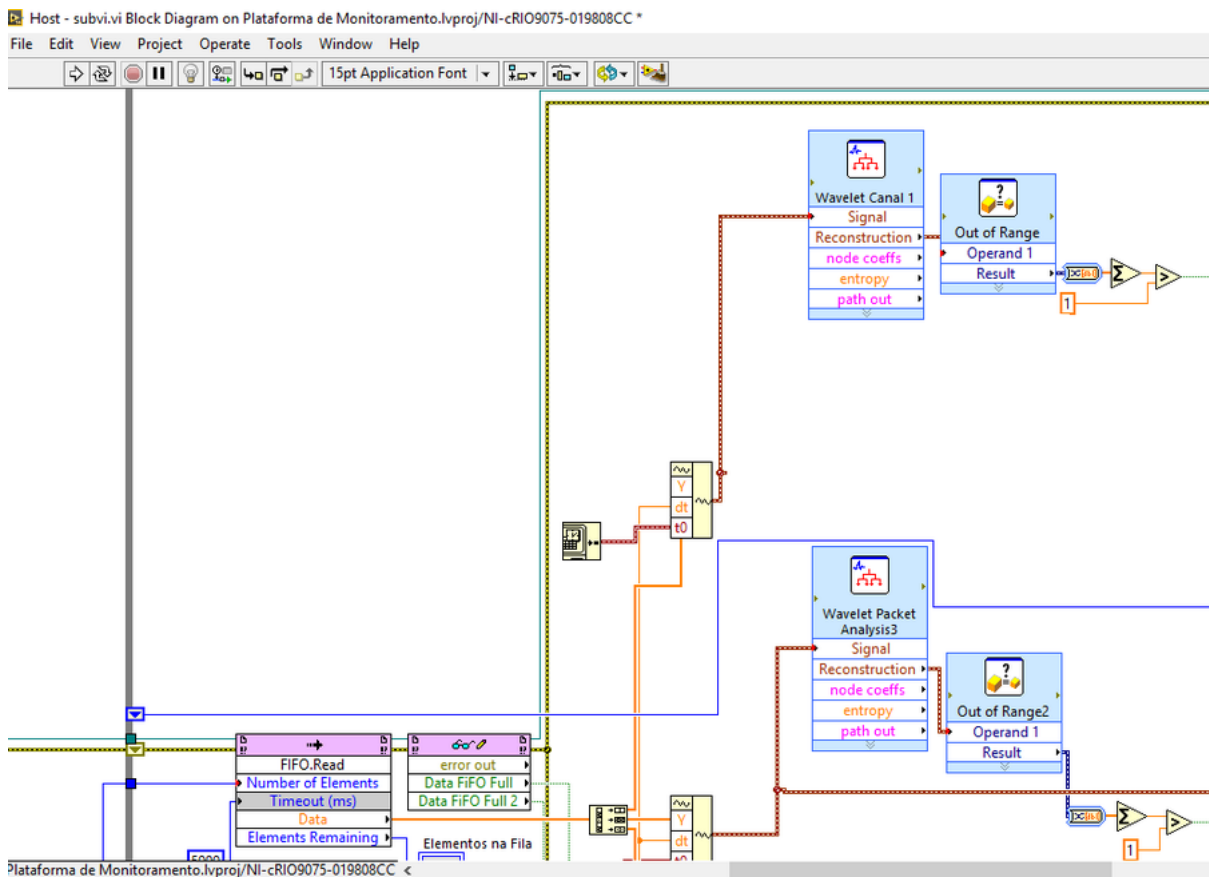 Host - subvi.vi Block Diagram on Plataforma de Monitoramento.lvproj/NI-cRIO9075-019808CC *
File Edit View Project Operate Tools Window Help
15pt Application Font
Wavelet Canal 1
Signal
Reconstruction
node coeffs
entropy
path out
Out of Range
Operand 1
Result
1
Y
dt
t0
Wavelet Packet
Analysis3
Signal
Reconstruction
node coeffs
entropy
path out
Out of Range2
Operand 1
Result
1
FIFO.Read
Number of Elements
Timeout (ms)
Data
Elements Remaining
error out
Data FiFO Full
Data FiFO Full 2
Elementos na Fila
5000
Y
dt
t0
Plataforma de Monitoramento.lvproj/NI-cRIO9075-019808CC <